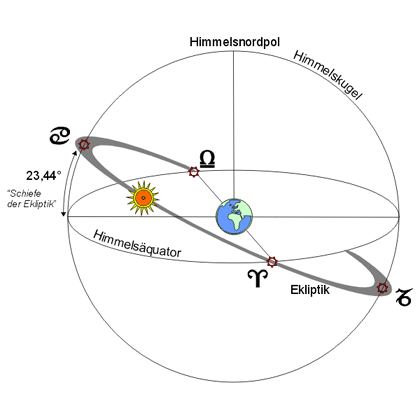 Himmelsnordpol
Himmelskugel
♋
♎
23,44°
"Schiefe
der Ekliptik"
Himmelsäquator
♈
Ekliptik
♑